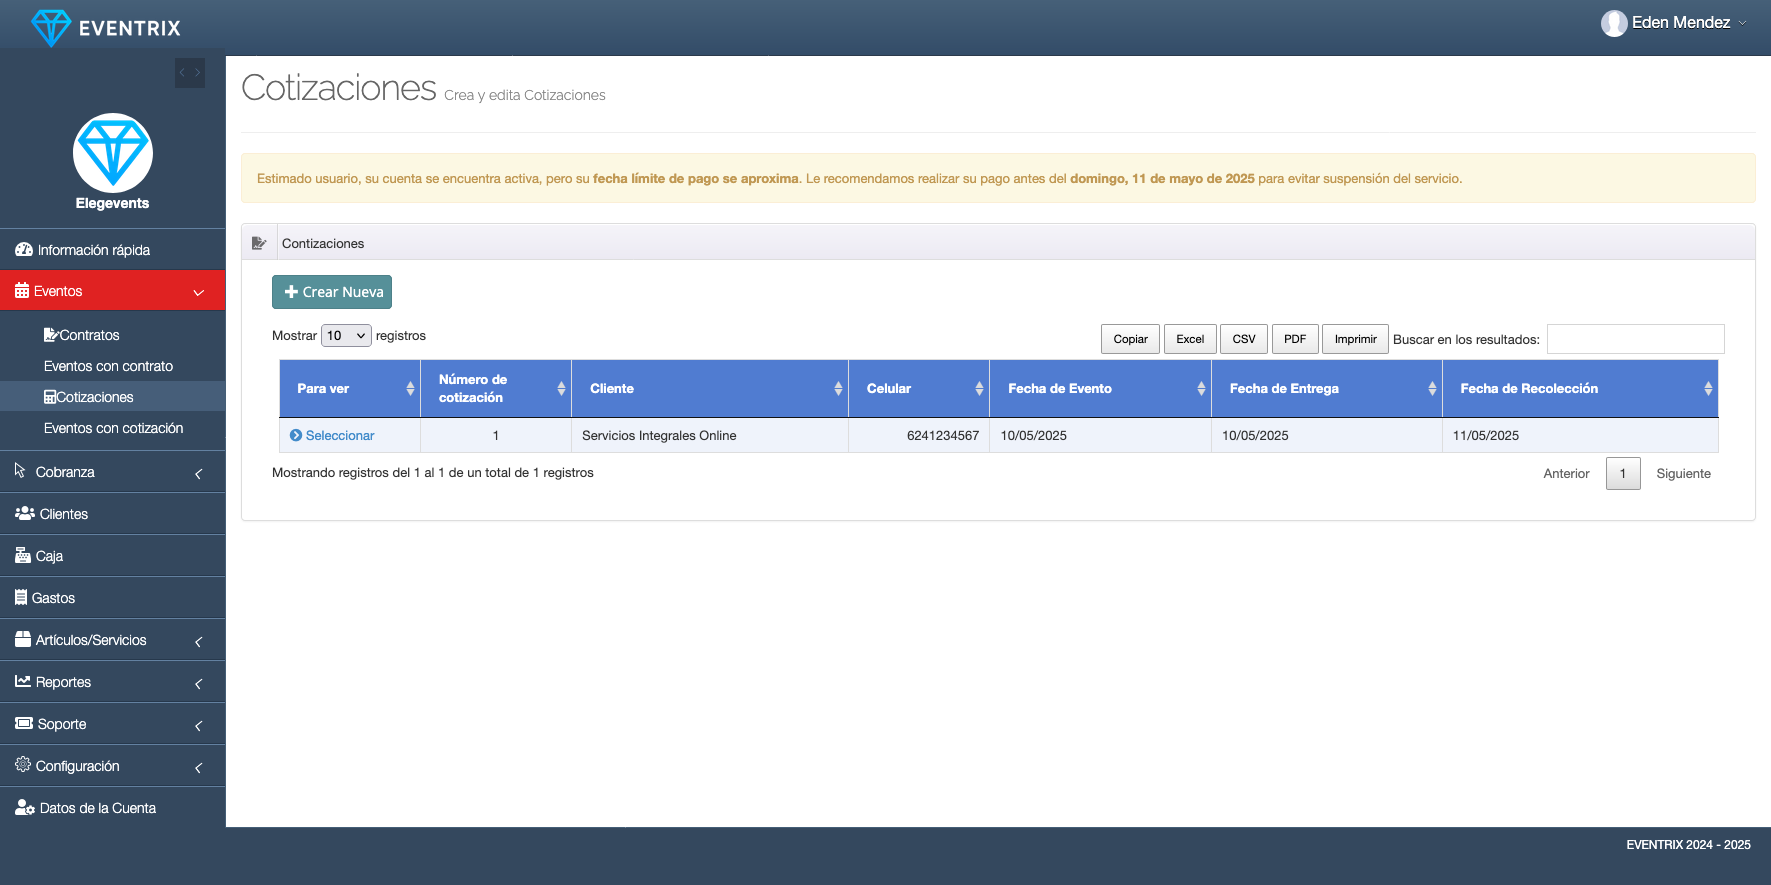 EVENTRIX
Eden Mendez
Elegevents
Información rápida
Eventos
Contratos
Eventos con contrato
Cotizaciones
Eventos con cotización
Cobranza
Clientes
Caja
Gastos
Artículos/Servicios
Reportes
Soporte
Configuración
Datos de la Cuenta
Cotizaciones Crea y edita Cotizaciones
Estimado usuario, su cuenta se encuentra activa, pero su fecha límite de pago se aproxima. Le recomendamos realizar su pago antes del domingo, 11 de mayo de 2025 para evitar suspensión del servicio.
Contizaciones
Crear Nueva
Mostrar 10 registros
Copiar Excel CSV PDF Imprimir Buscar en los resultados:
Para ver Número de cotización Cliente Celular Fecha de Evento Fecha de Entrega Fecha de Recolección
Seleccionar 1 Servicios Integrales Online 6241234567 10/05/2025 10/05/2025 11/05/2025
Mostrando registros del 1 al 1 de un total de 1 registros
Anterior 1 Siguiente
EVENTRIX 2024 - 2025